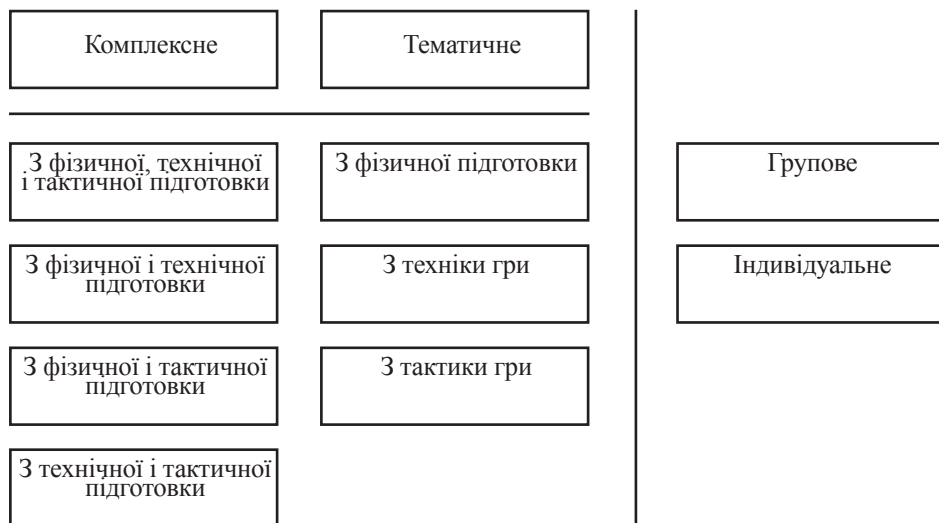 Комплексне
Тематичне
З фізичної, технічної
і тактичної підготовки
З фізичної підготовки
Групове
З фізичної і технічної
підготовки
З техніки гри
Індивідуальне
З фізичної і тактичної
підготовки
З тактики гри
З технічної і тактичної
підготовки